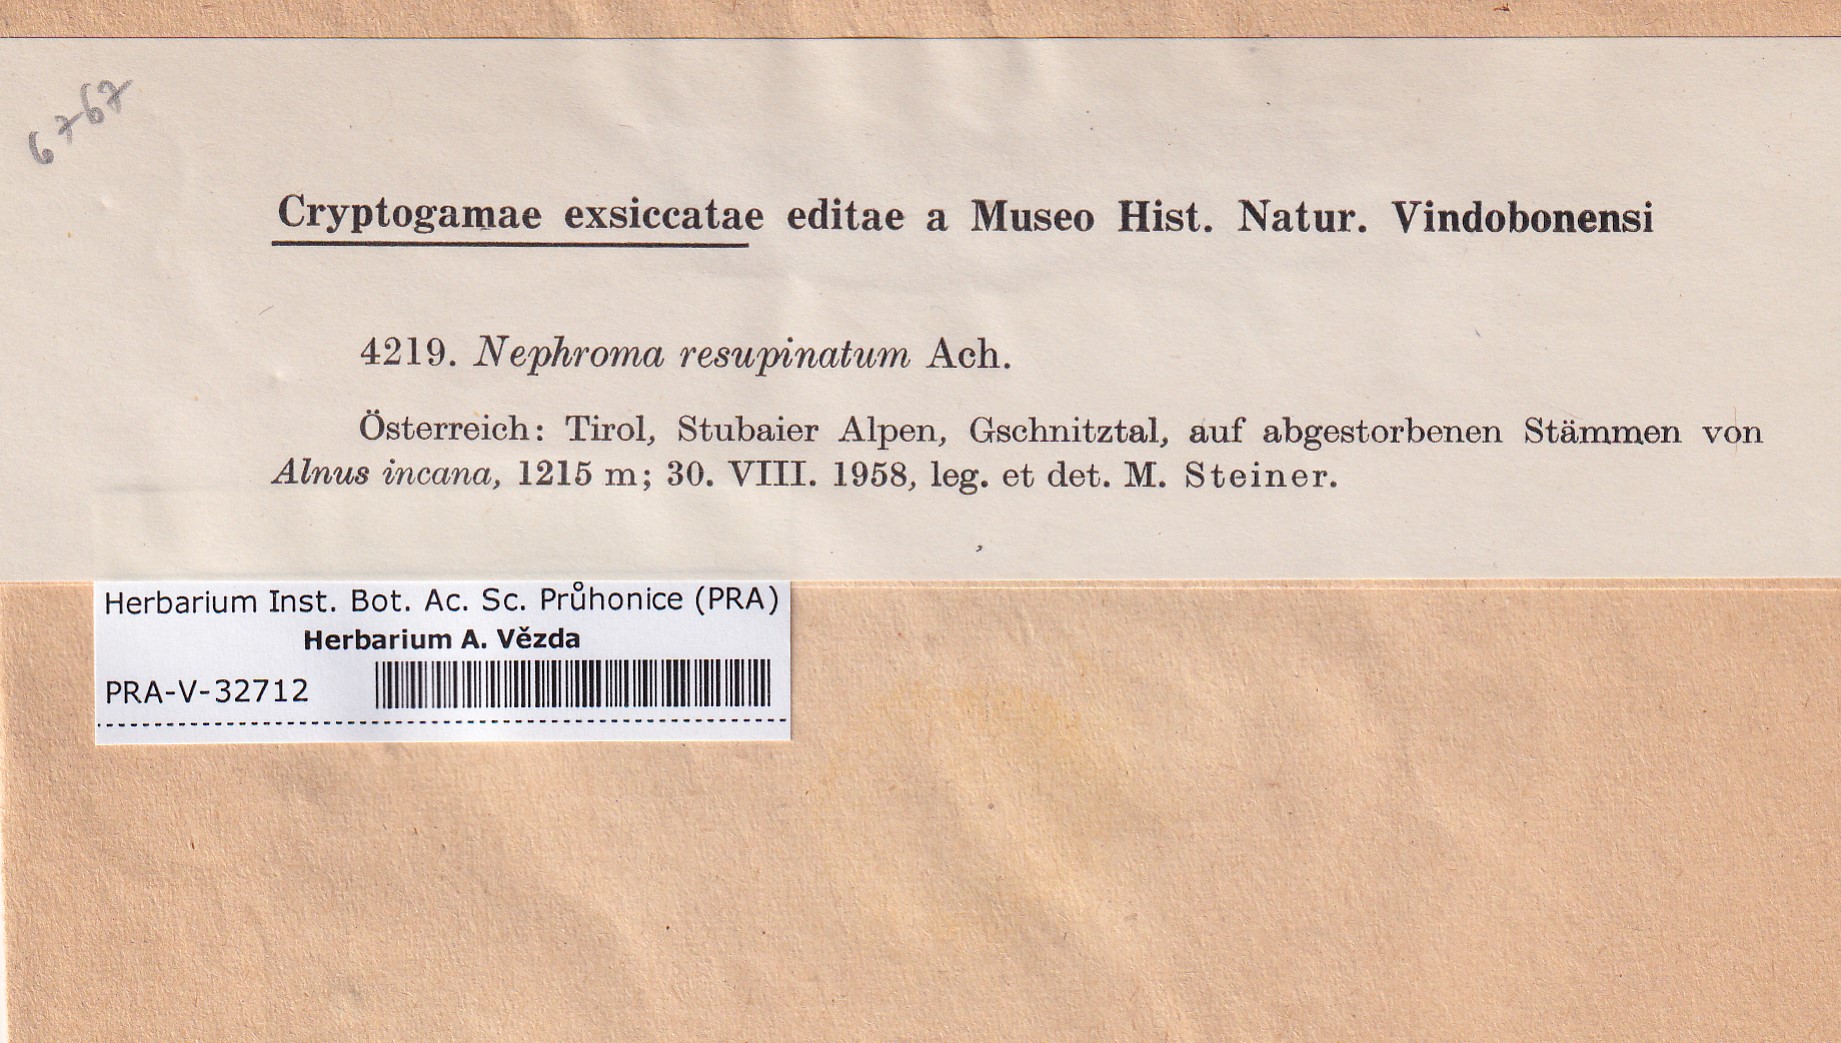 6767
Cryptogamae exsiccatae editae a Museo Hist. Natur. Vindobonensi
4219. Nephroma resupinatum Ach.
Österreich: Tirol, Stubaier Alpen, Gschnitztal, auf abgestorbenen Stämmen von
Alnus incana, 1215 m; 30. VIII. 1958, leg. et det. M. Steiner.
Herbarium Inst. Bot. Ac. Sc. Průhonice (PRA)
Herbarium A. Vězda
PRA-V-32712